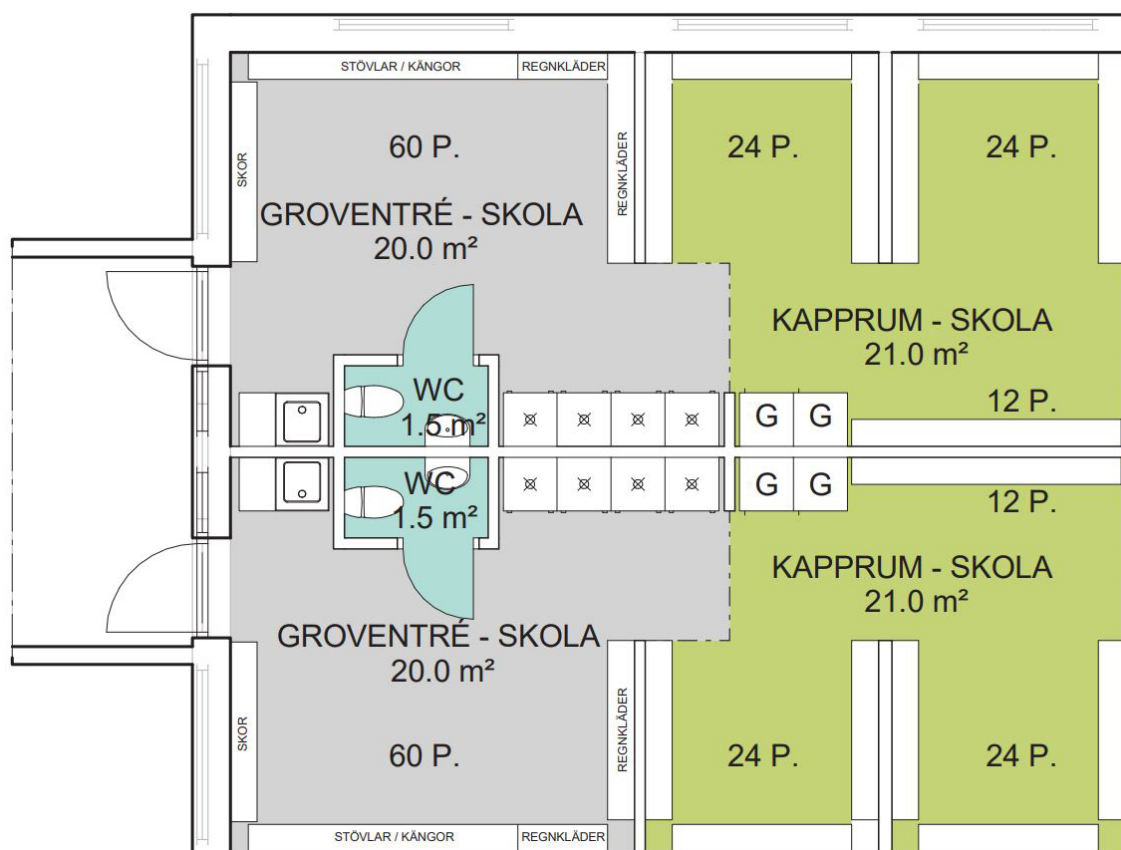 STÖVLAR / KÄNGOR
REGNKLÄDER
SKOR
REGNKLÄDER
60 P.
24 P.
24 P.
GROVENTRÉ - SKOLA
20.0 m²
KAPPRUM - SKOLA
21.0 m²
WC
1.5 m²
G
G
12 P.
WC
1.5 m²
G
G
12 P.
KAPPRUM - SKOLA
21.0 m²
GROVENTRÉ - SKOLA
20.0 m²
SKOR
REGNKLÄDER
60 P.
24 P.
24 P.
STÖVLAR / KÄNGOR
REGNKLÄDER